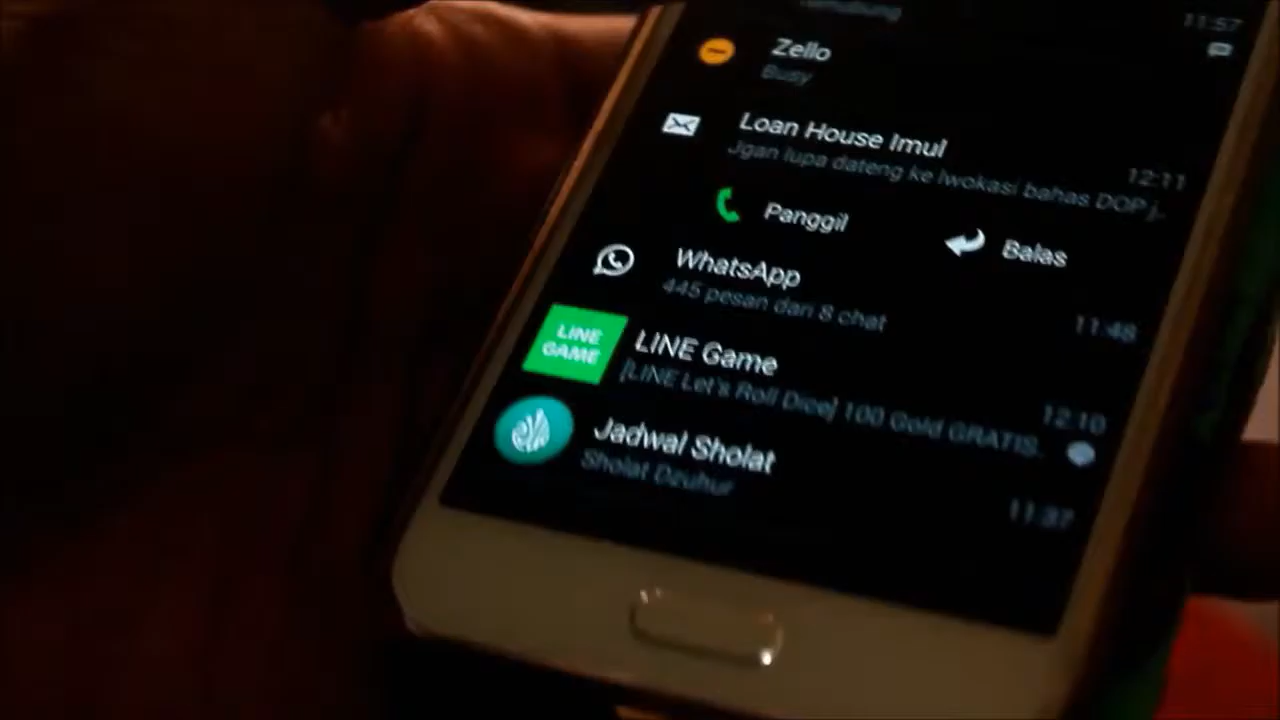 11:57
Zello
Busy
Loan House Imul
12:11
Jgan lupa dateng ke lwokasi bahas DOP j..
Panggil
Balas
WhatsApp
445 pesan dari 8 chat
11:48
LINE GAME
LINE Game
[LINE Let's Roll Dice] 100 Gold GRATIS..
12:10
Jadwal Sholat
Sholat Dzuhur
11:37